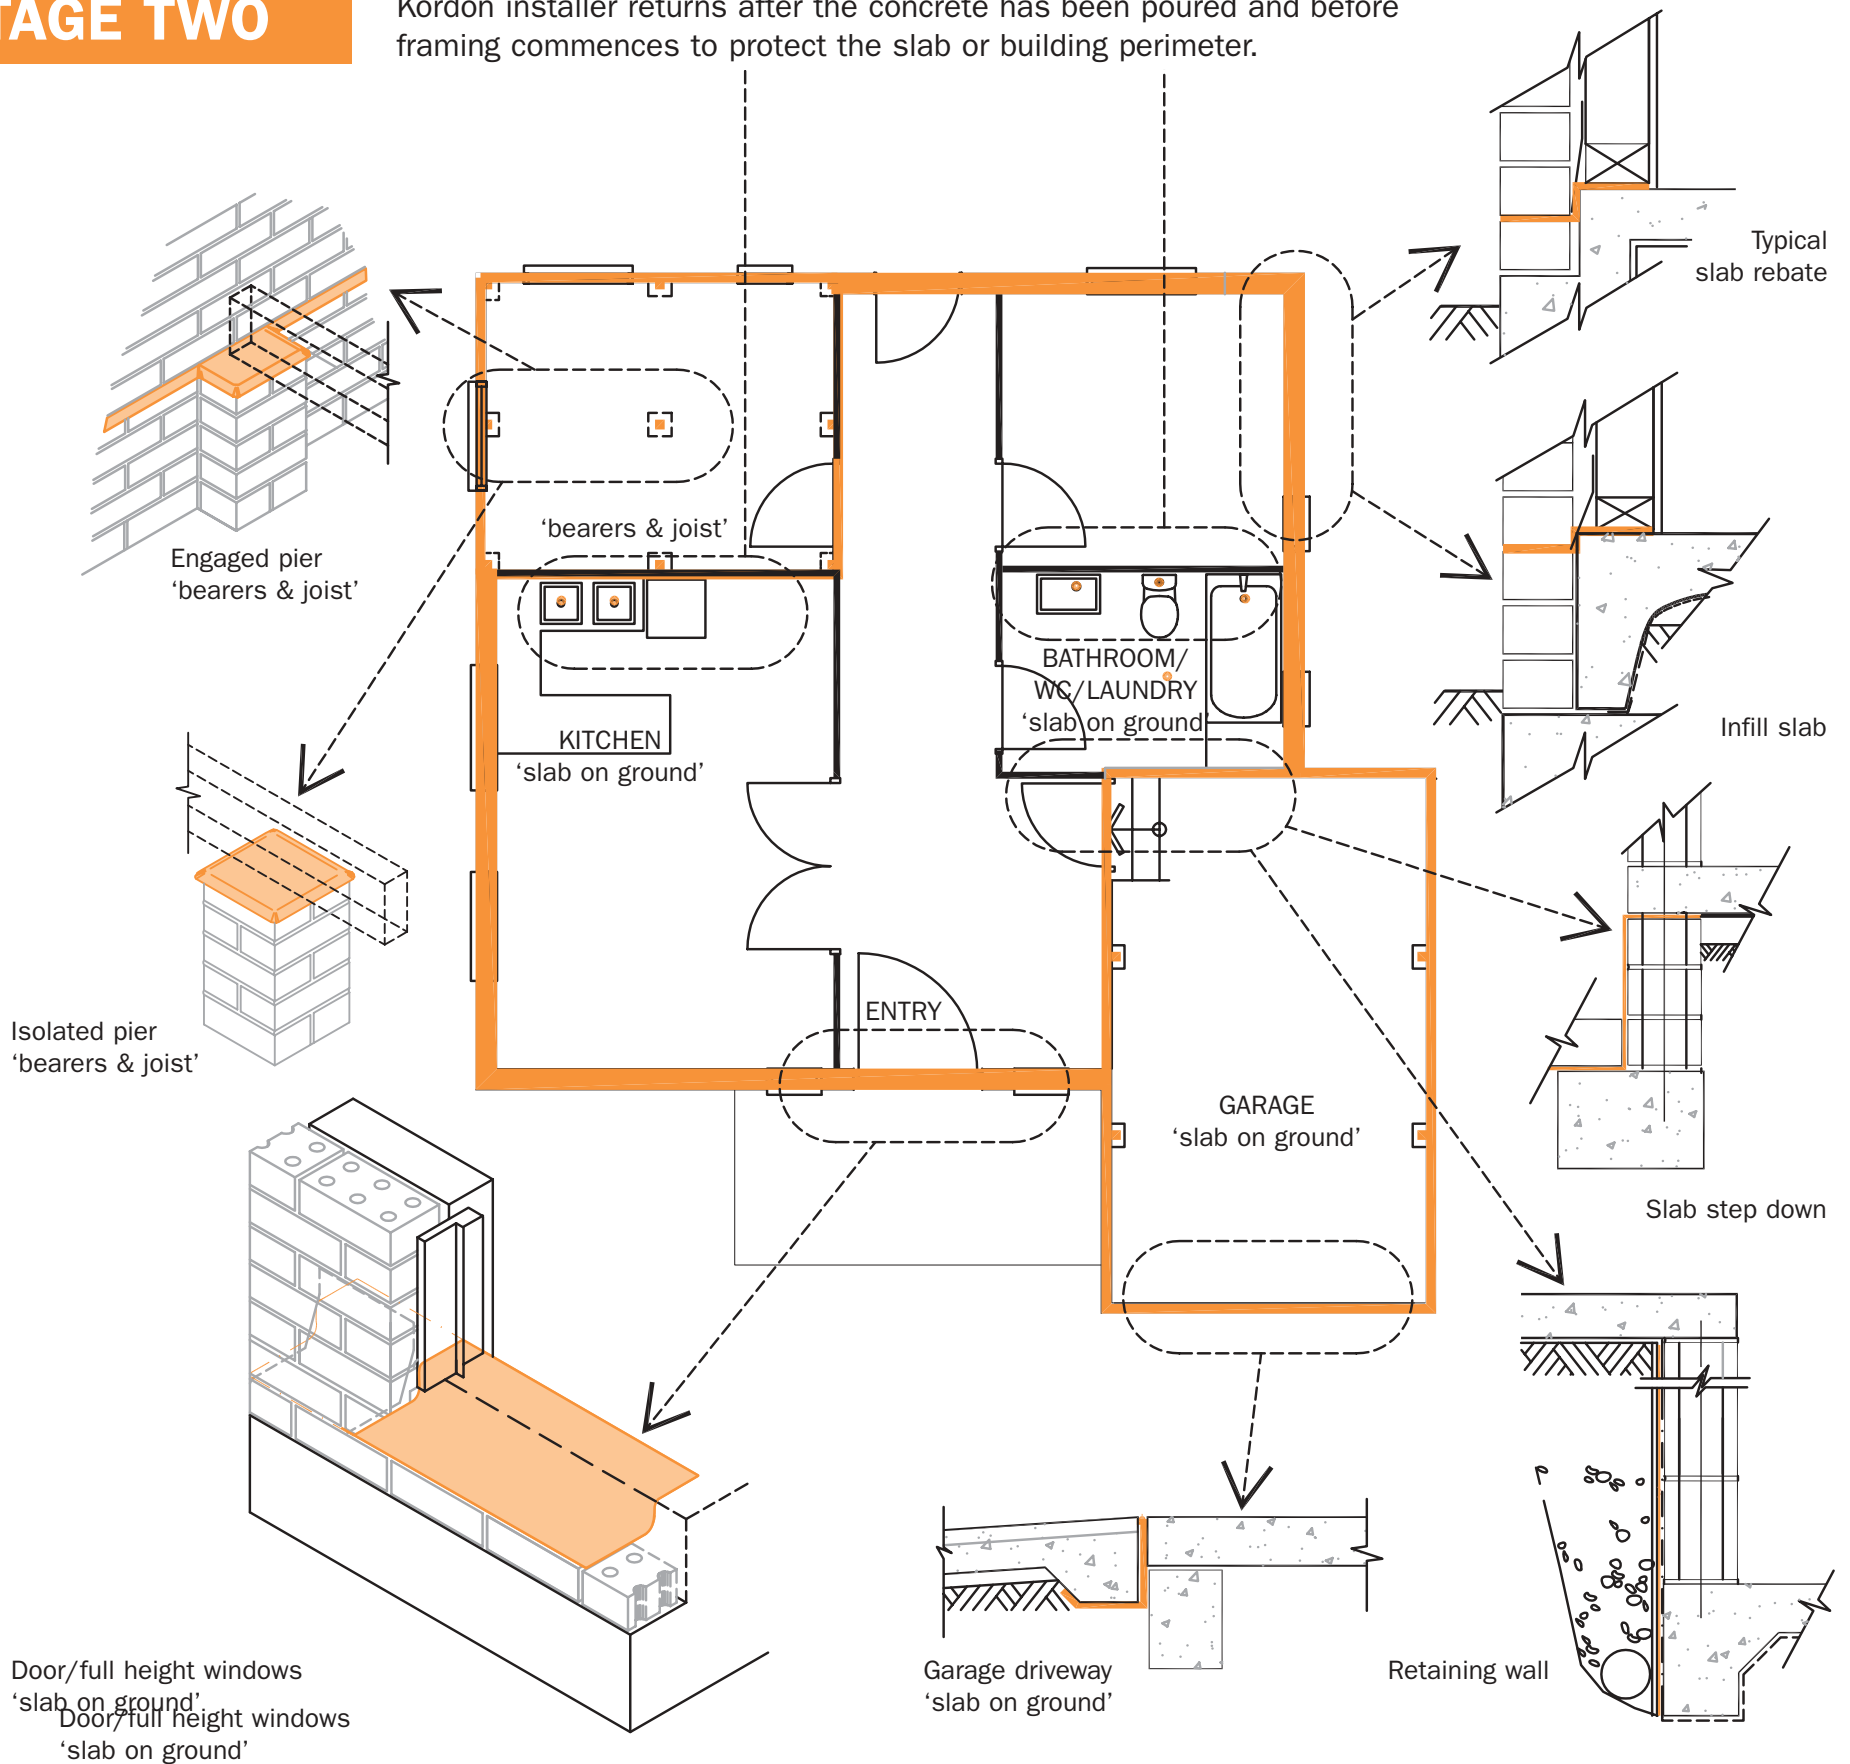 TAGE TWO
Kordon installer returns after the concrete has been poured and before
framing commences to protect the slab or building perimeter.
Typical
slab rebate
‘bearers & joist’
Engaged pier
‘bearers & joist’
BATHROOM/
WC/LAUNDRY
‘slab on ground’
Infill slab
KITCHEN
‘slab on ground’
ENTRY
Isolated pier
‘bearers & joist’
GARAGE
‘slab on ground’
Slab step down
Door/full height windows
‘slab on ground’
Door/full height windows
‘slab on ground’
Garage driveway
‘slab on ground’
Retaining wall